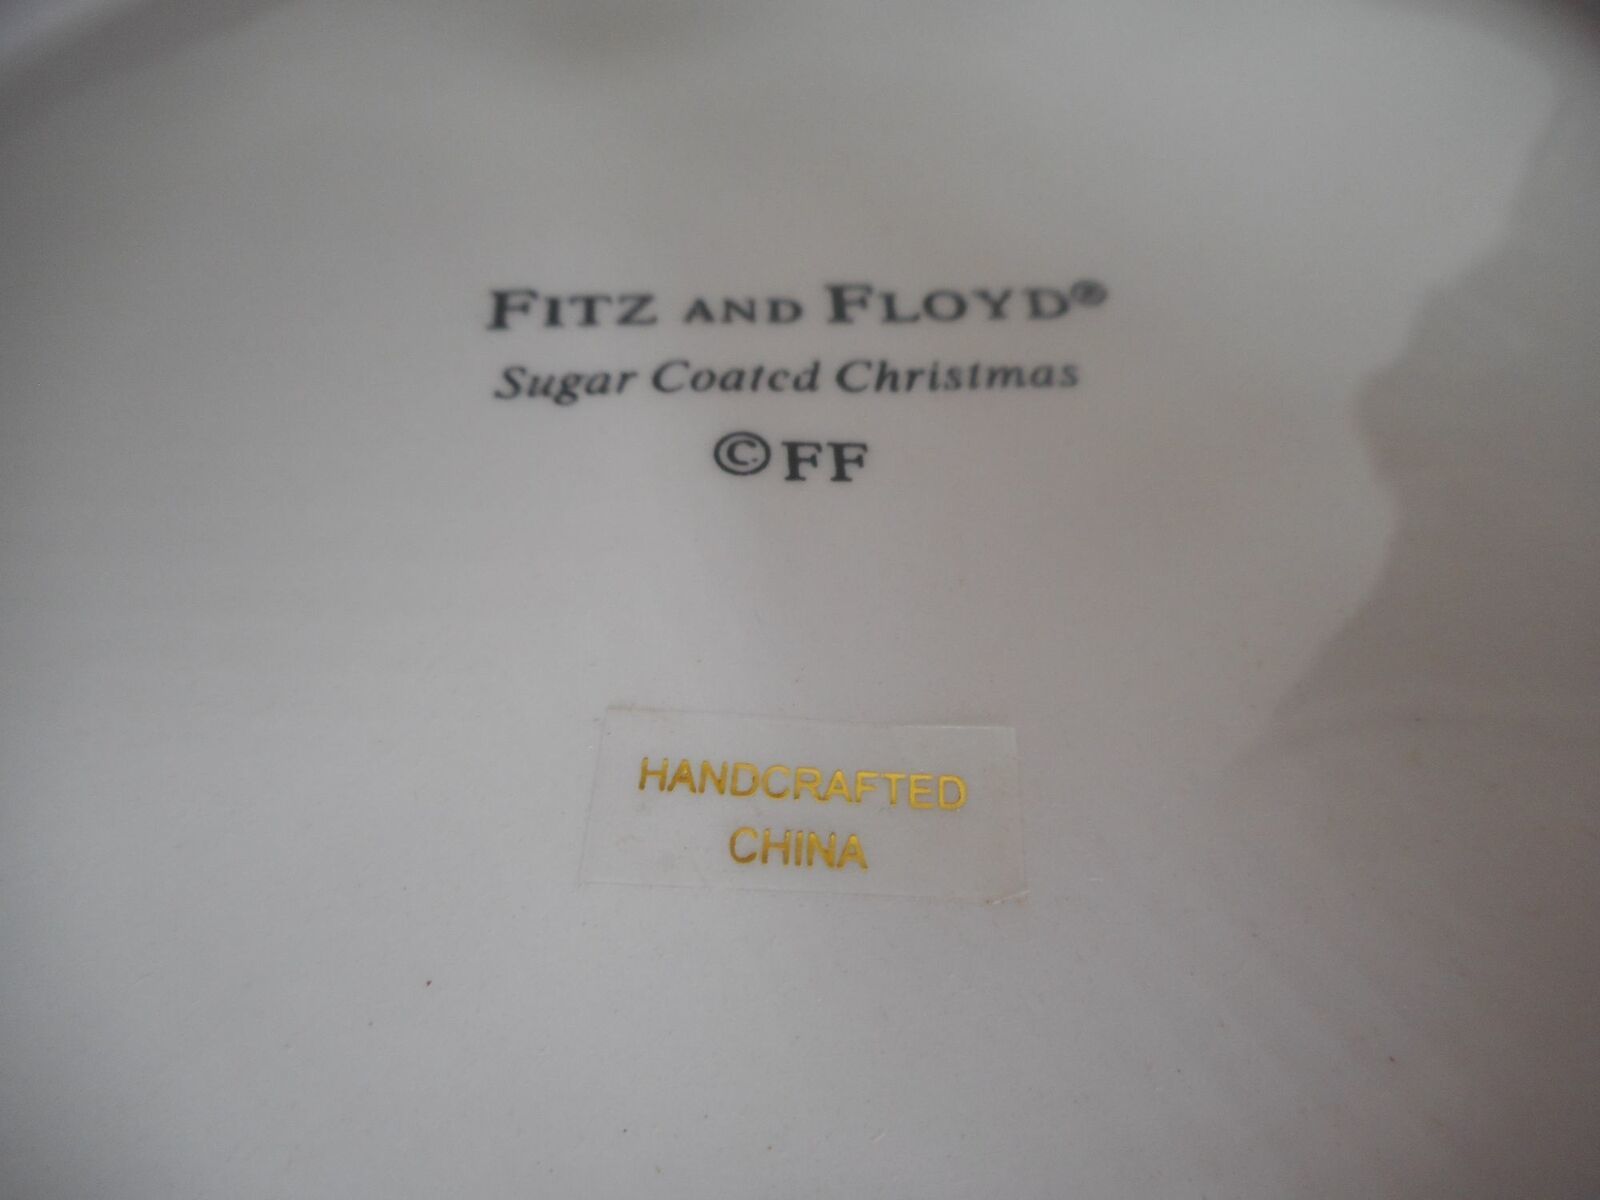 FITZ AND FLOYD®
Sugar Coated Christmas
©FF
HANDCRAFTED
CHINA